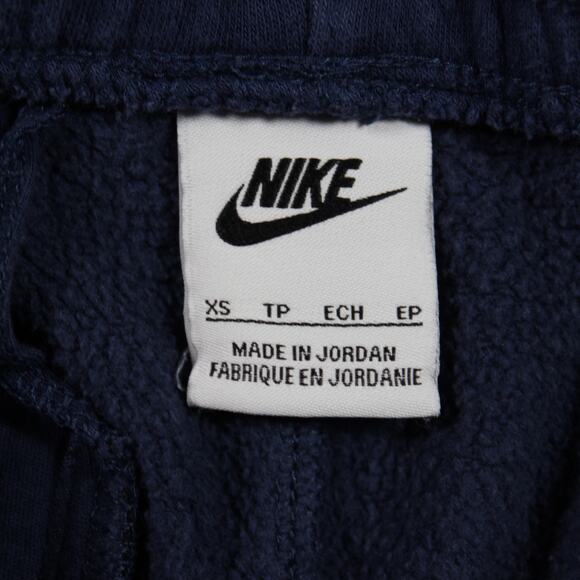 NIKE
XS TP ECH EP
MADE IN JORDAN
FABRIQUE EN JORDANIE